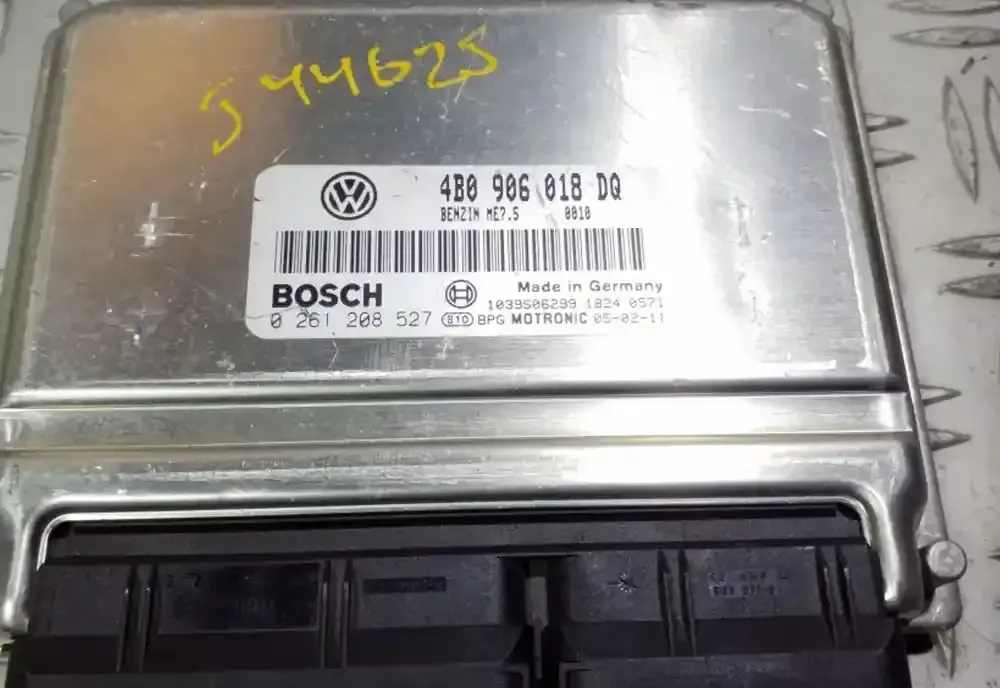 J44625
4B0 906 018 DQ
BENZIN ME7.5 0010
BOSCH
Made in Germany
1039S06299 1824 0571
0 261 208 527 BPG MOTRONIC 05-02-11